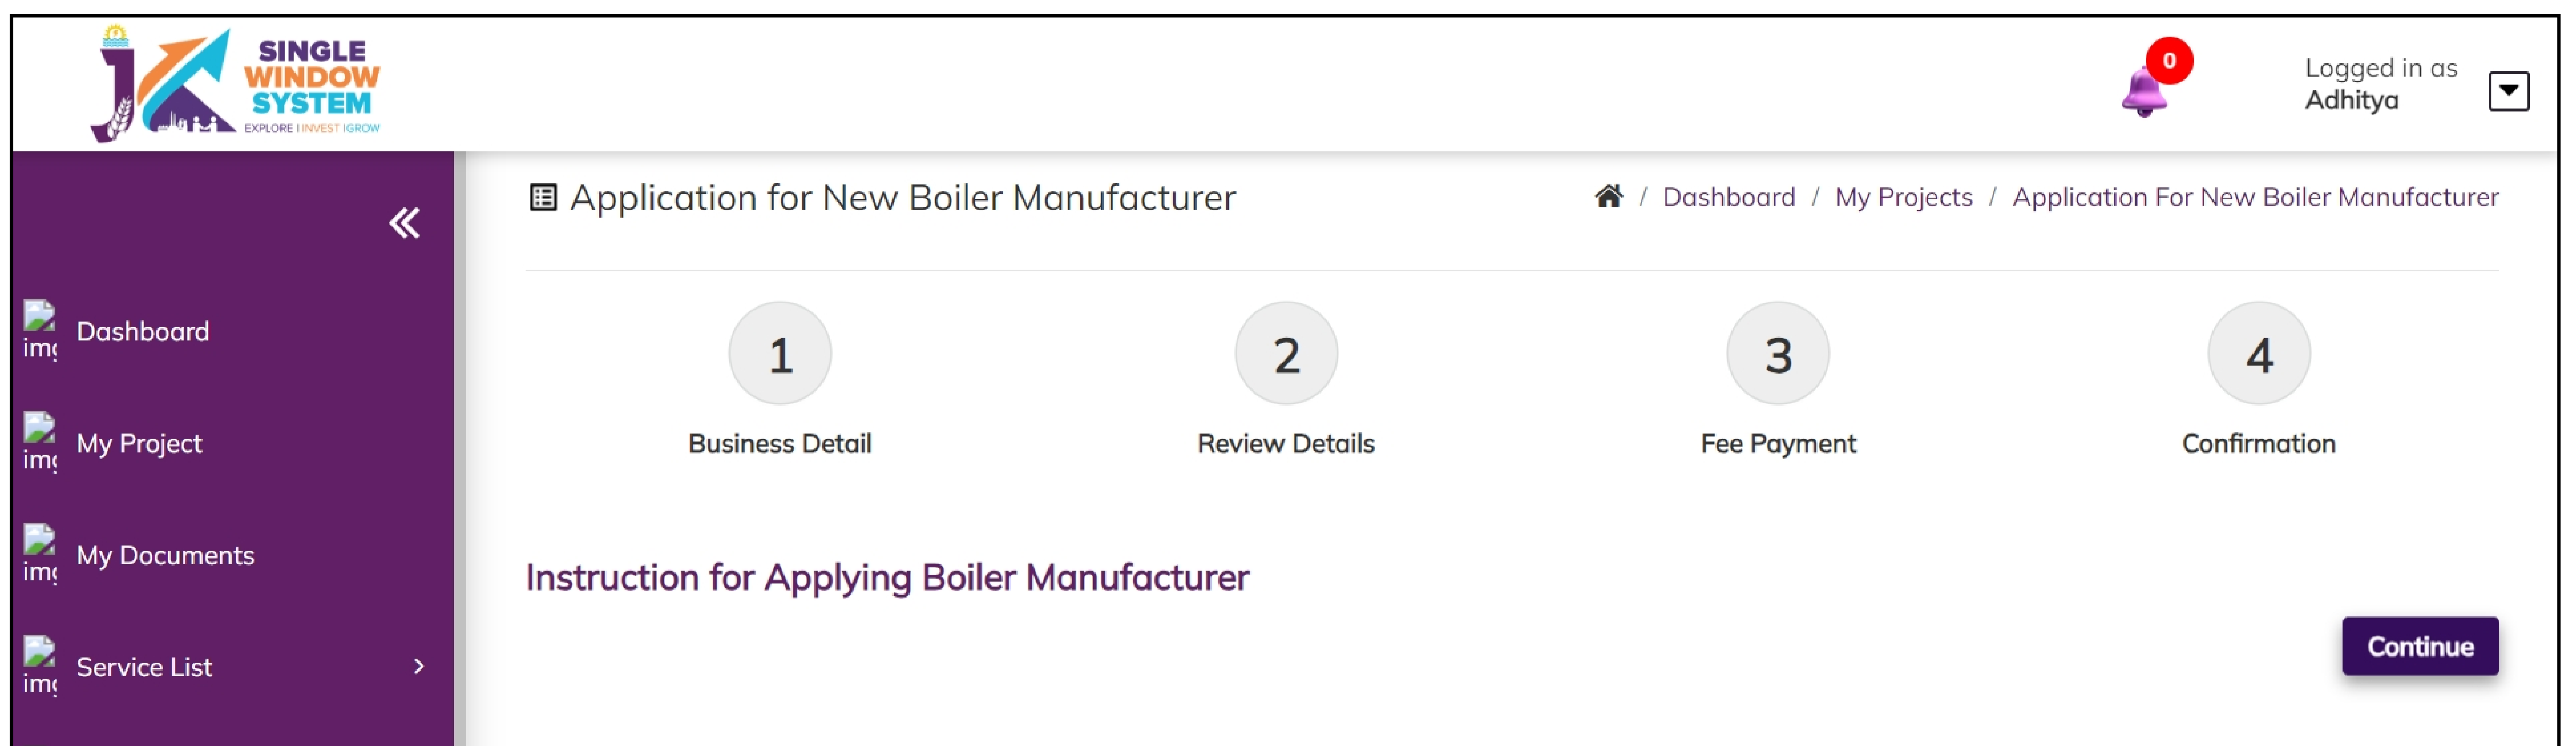 JK
SINGLE
WINDOW
SYSTEM
EXPLORE I INVEST I GROW
0
Logged in as
Adhitya
Application for New Boiler Manufacturer
/ Dashboard / My Projects / Application For New Boiler Manufacturer
Dashboard
My Project
My Documents
Service List
1
Business Detail
2
Review Details
3
Fee Payment
4
Confirmation
Instruction for Applying Boiler Manufacturer
Continue